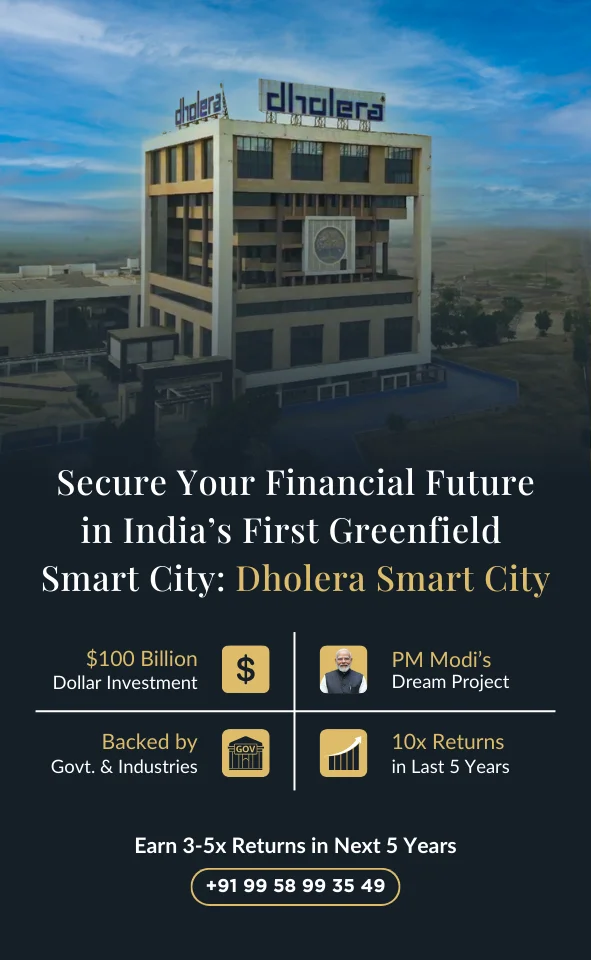 dholera
dholera
Secure Your Financial Future
in India’s First Greenfield
Smart City: Dholera Smart City
$100 Billion
Dollar Investment
$
PM Modi’s
Dream Project
Backed by
Govt. & Industries
GOV
10x Returns
in Last 5 Years
Earn 3-5x Returns in Next 5 Years
+91 99 58 99 35 49